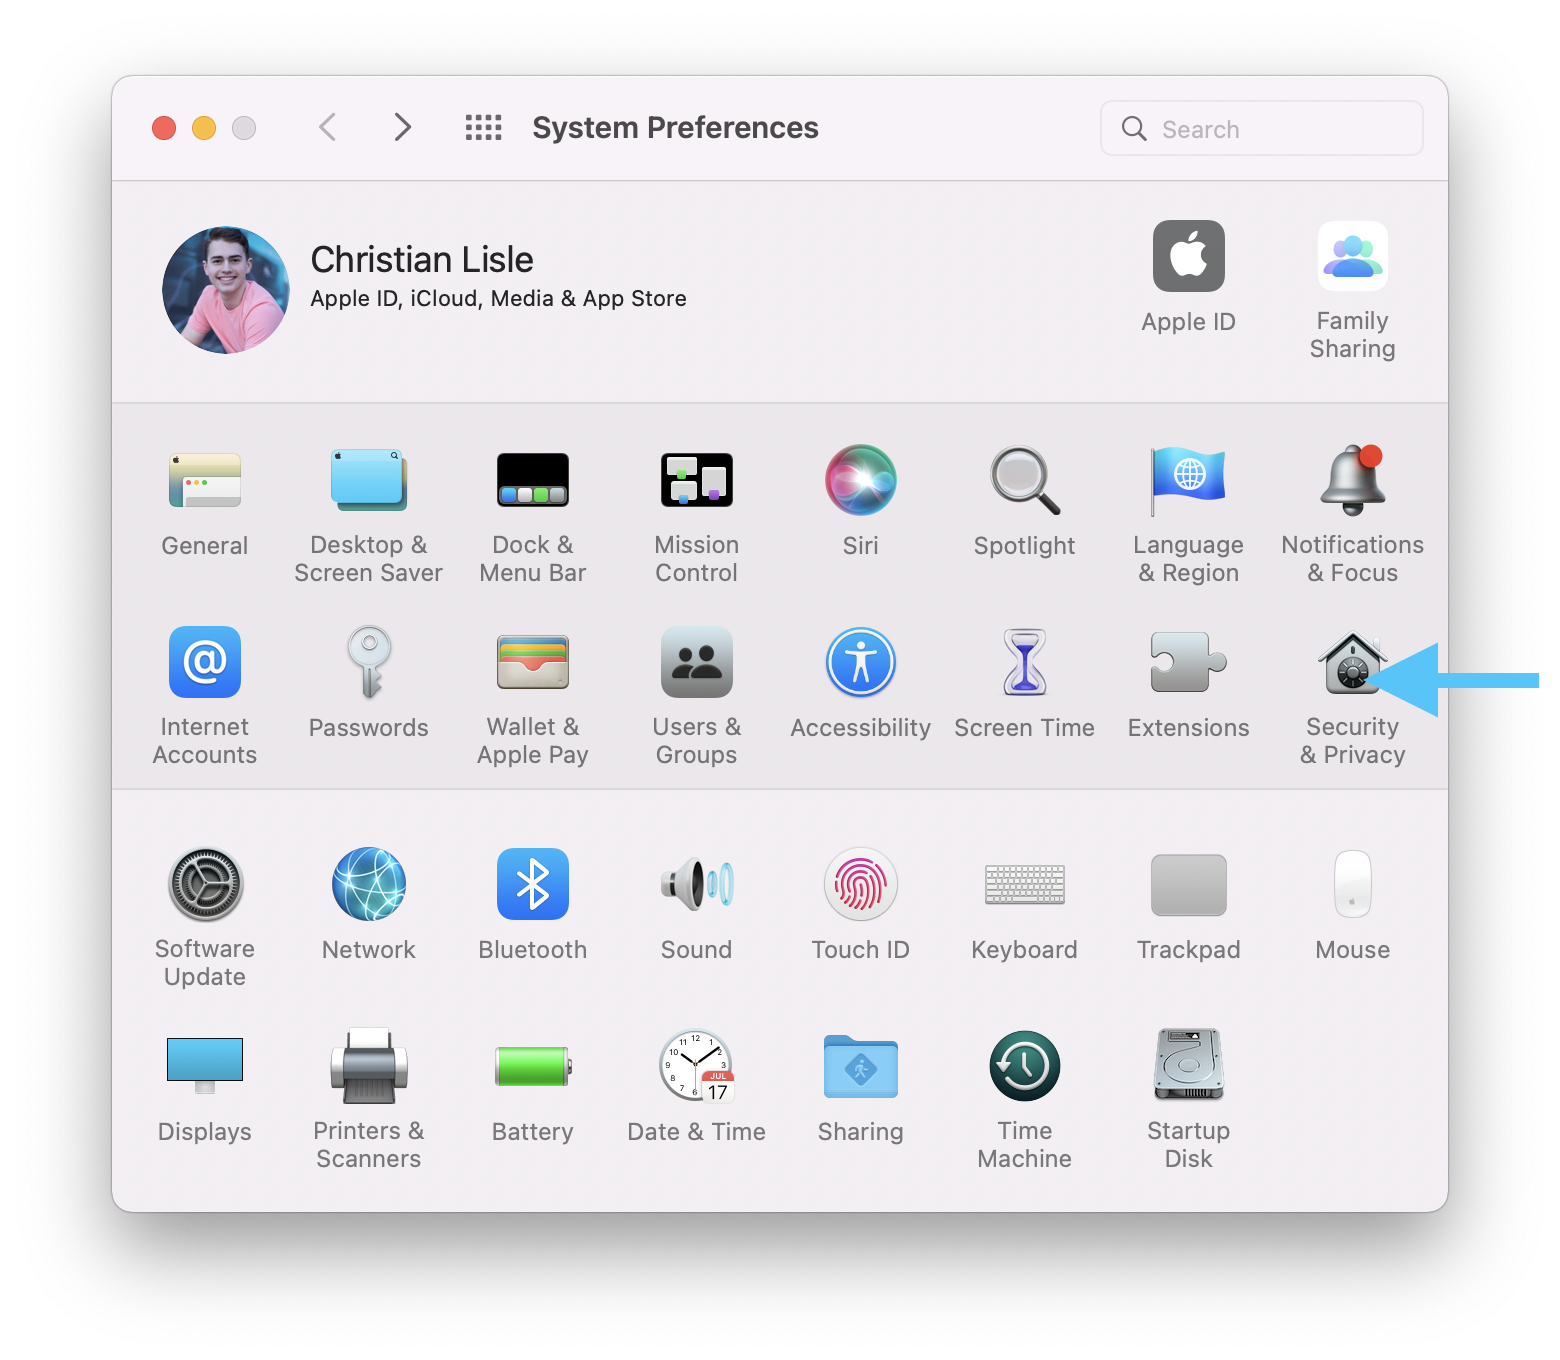 System Preferences
Search
Christian Lisle
Apple ID, iCloud, Media & App Store
Apple ID
Family
Sharing
General
Desktop &
Screen Saver
Dock &
Menu Bar
Mission
Control
Siri
Spotlight
Language
& Region
Notifications
& Focus
Internet
Accounts
Passwords
Wallet &
Apple Pay
Users &
Groups
Accessibility
Screen Time
Extensions
Security
& Privacy
Software
Update
Network
Bluetooth
Sound
Touch ID
Keyboard
Trackpad
Mouse
Displays
Printers &
Scanners
Battery
JUL
17
Date & Time
Sharing
Time
Machine
Startup
Disk